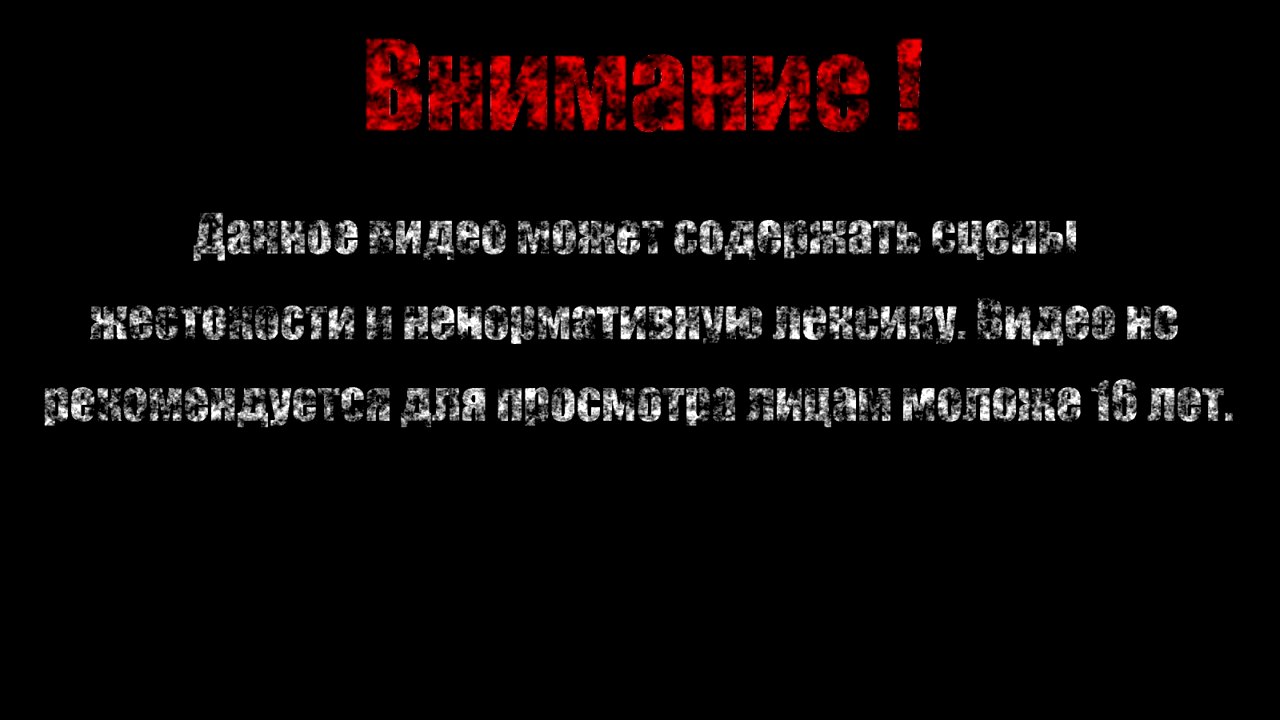 Внимание !
Данное видео может содержать сцены
жестокости и ненормативную лексику. Видео не
рекомендуется для просмотра лицам моложе 16 лет.